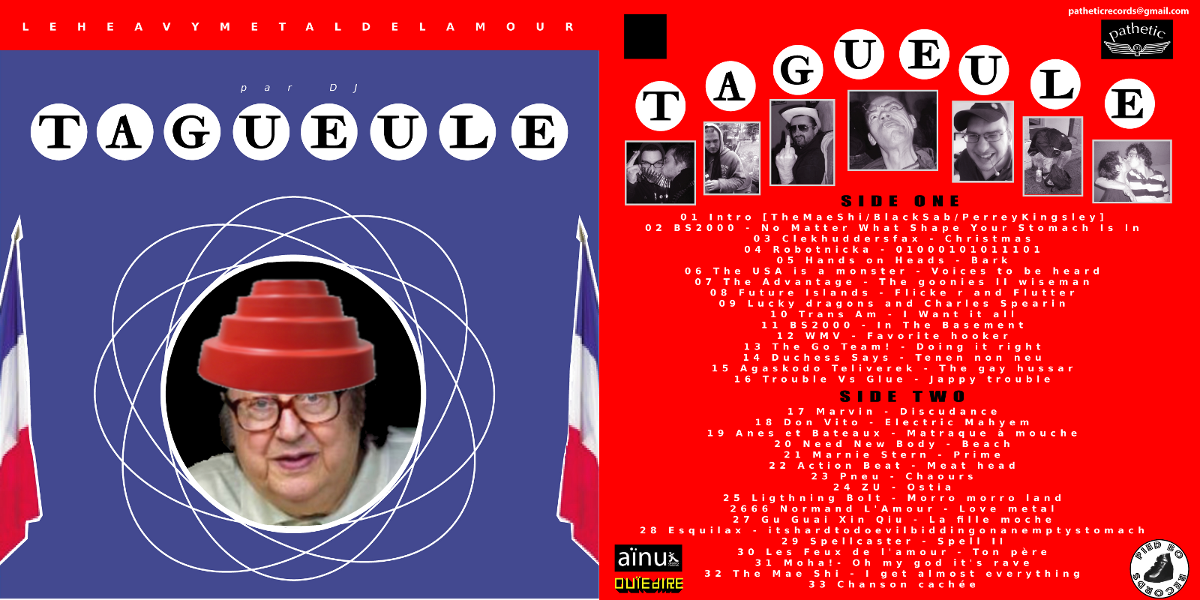 LEHEAVYMETALDELAMOUR
par DJ
TAGUEULE
patheticrecords@gmail.com
pathetic
TAGUEULE
SIDE ONE
01 Intro [TheMaeShi/BlackSab/PerreyKingsley]
02 BS2000 - No Matter What Shape Your Stomach Is In
03 Clekhuddersfax - Christmas
04 Robotnicka - 01000101011101
05 Hands on Heads - Bark
06 The USA is a monster - Voices to be heard
07 The Advantage - The goonies II wiseman
08 Future Islands - Flicke r and Flutter
09 Lucky dragons and Charles Spearin
10 Trans Am - I Want it all
11 BS2000 - In The Basement
12 WMV - Favorite hooker
13 The Go Team! - Doing it right
14 Duchess Says - Tenen non neu
15 Agaskodo Teliverek - The gay hussar
16 Trouble Vs Glue - Jappy trouble
SIDE TWO
17 Marvin - Discudance
18 Don Vito - Electric Mahyem
19 Anes et Bateaux - Matraque à mouche
20 Need New Body - Beach
21 Marnie Stern - Prime
22 Action Beat - Meat head
23 Pneu - Chaours
24 ZU - Ostia
25 Ligthning Bolt - Morro morro land
2666 Normand L'Amour - Love metal
27 Gu Guai Xin Qiu - La fille moche
28 Esquilax - itshardtodoevilbiddingonanemptystomach
29 Spellcaster - Spell II
30 Les Feux de l'amour - Ton père
31 Moha!- Oh my god it's rave
32 The Mae Shi - I get almost everything
33 Chanson cachée
aïnu
OUÏEDIRE
PIED BO RECORDS